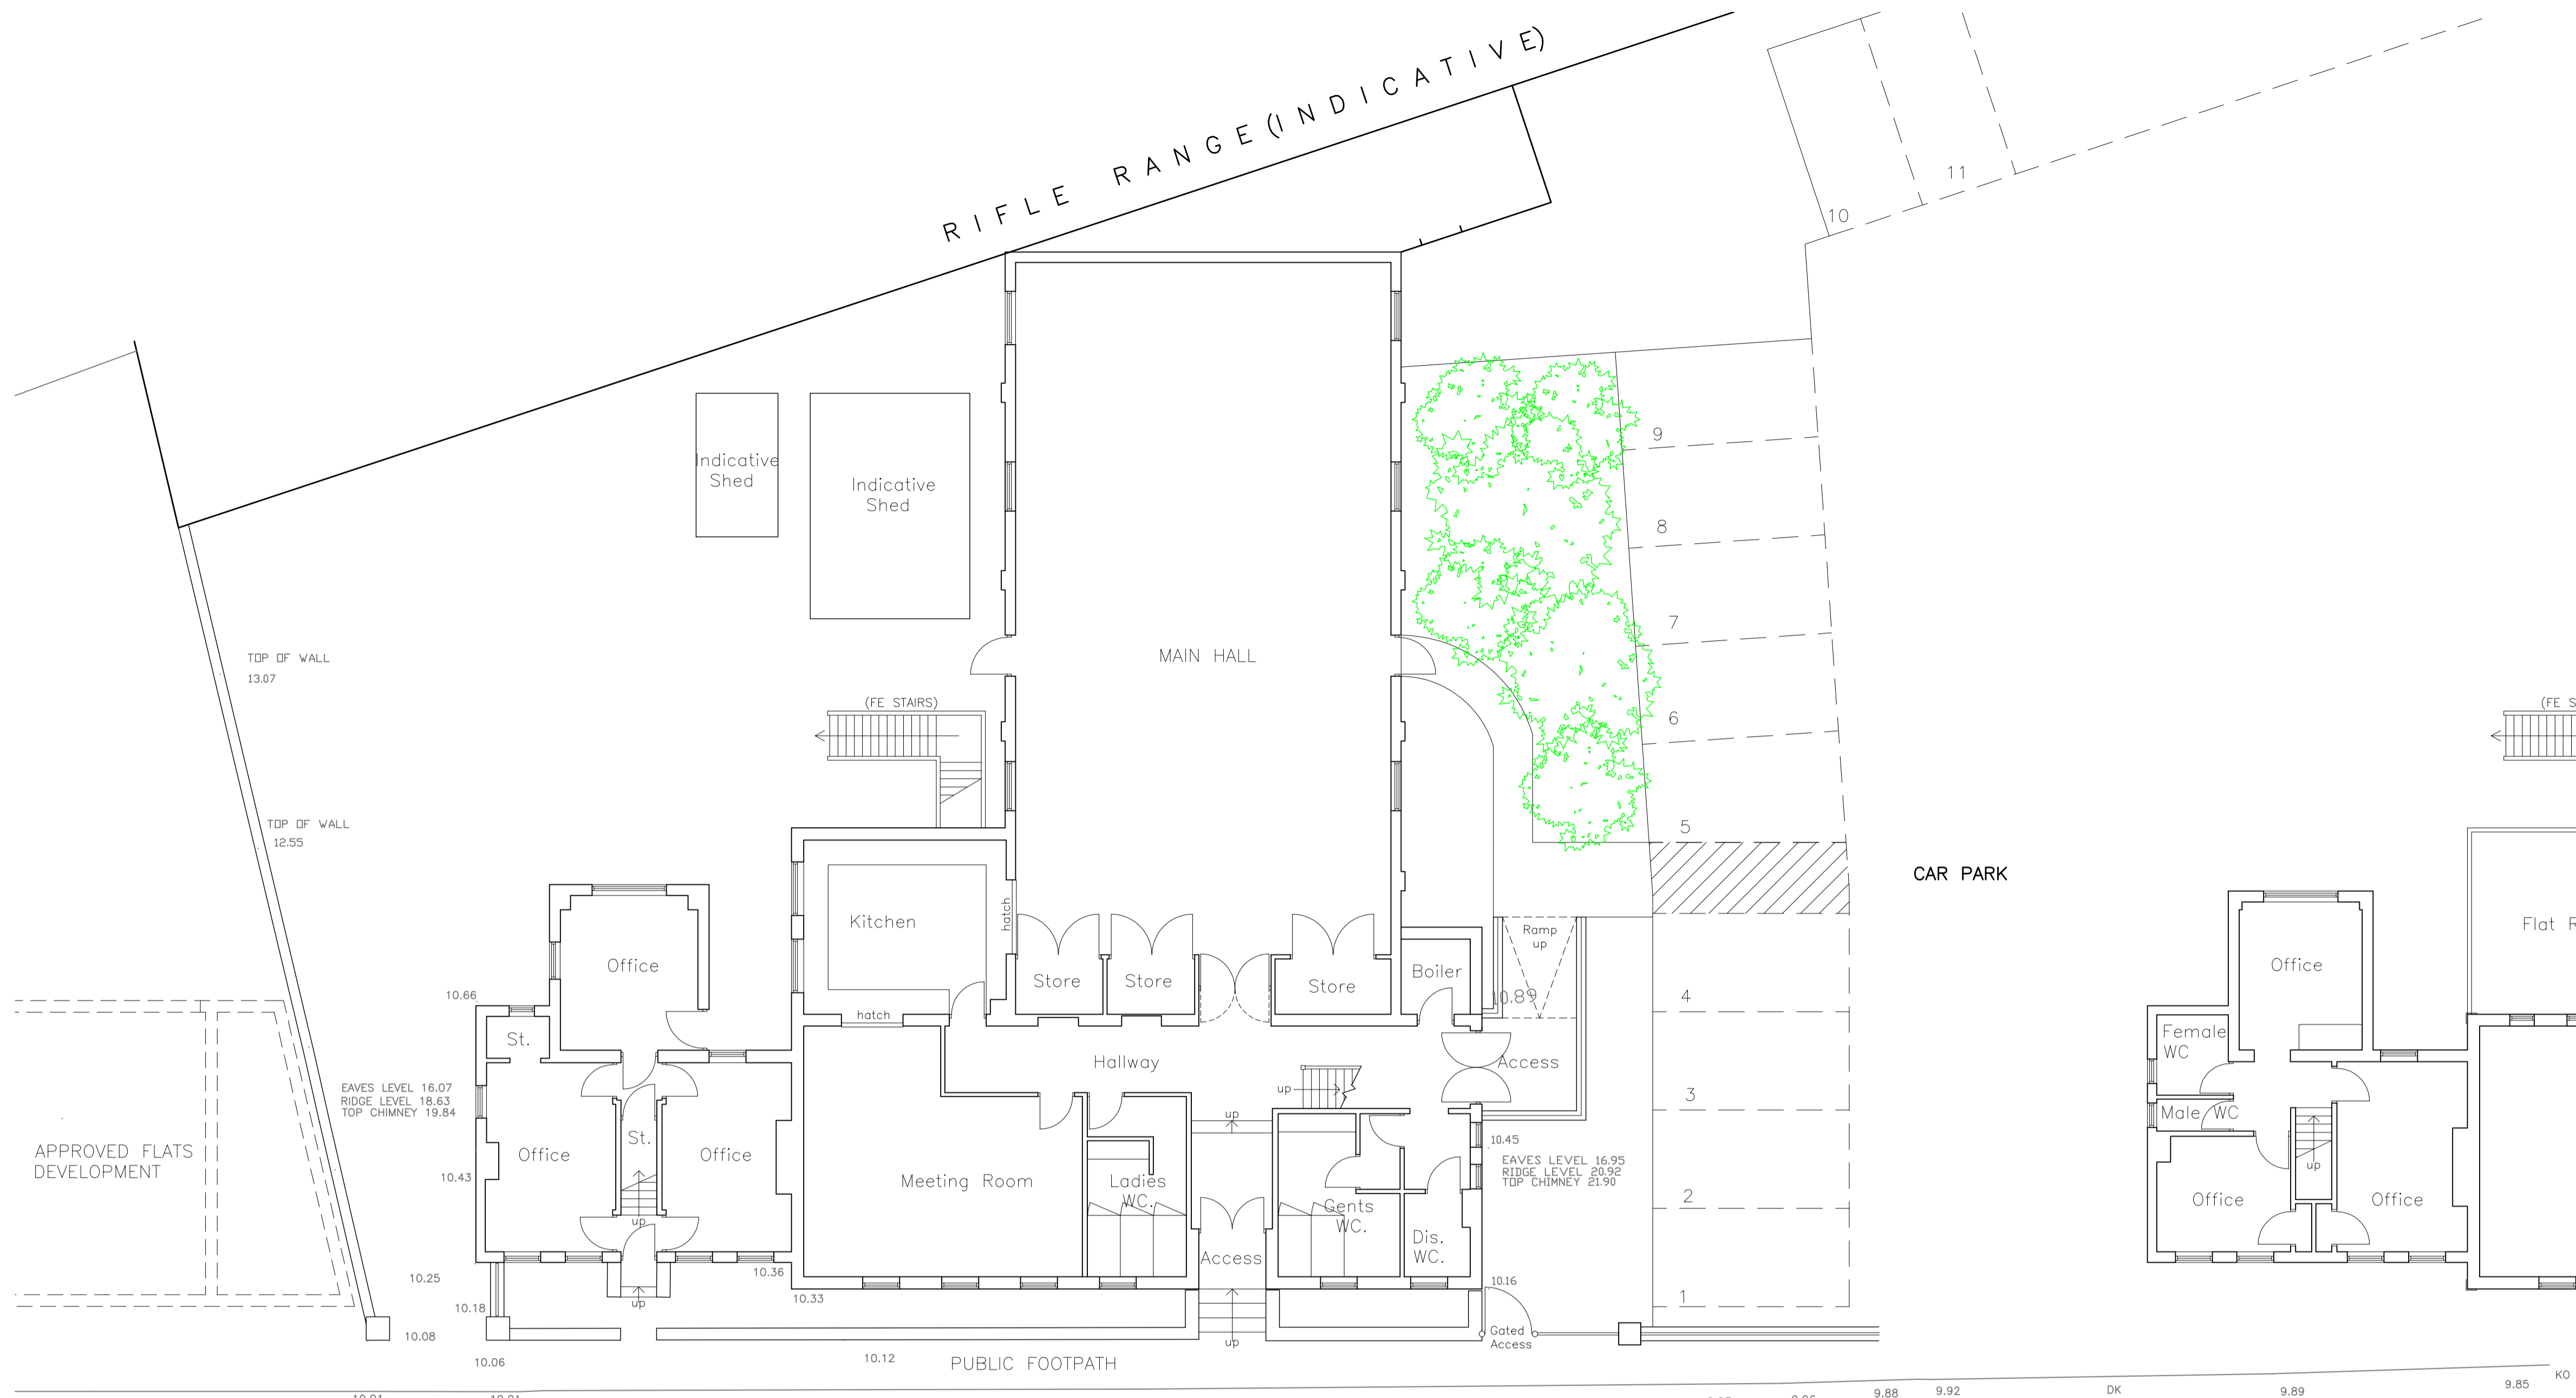 RIFLE RANGE (INDICATIVE)
11
10
Indicative
Shed
Indicative
Shed
9
8
7
6
5
TOP OF WALL
13.07
MAIN HALL
(FE STAIRS)
TOP OF WALL
12.55
CAR PARK
Kitchen
hatch
Ramp
up
Office
Store
Store
Store
Boiler
10.66
10.89
4
hatch
St.
Hallway
Access
EAVES LEVEL 16.07
RIDGE LEVEL 18.63
TOP CHIMNEY 19.84
up
3
up
St.
10.45
APPROVED FLATS
DEVELOPMENT
Office
Office
EAVES LEVEL 16.95
RIDGE LEVEL 20.92
TOP CHIMNEY 21.90
10.43
Meeting Room
Ladies
WC.
Gents
WC.
2
up
Dis.
WC.
Access
10.25
10.36
10.16
10.18
up
10.33
1
10.08
up
Gated
Access
10.06
10.12
PUBLIC FOOTPATH
Office
Flat
Female
WC
Male WC
up
Office
Office
9.88
9.92
DK
9.89
9.85
KO